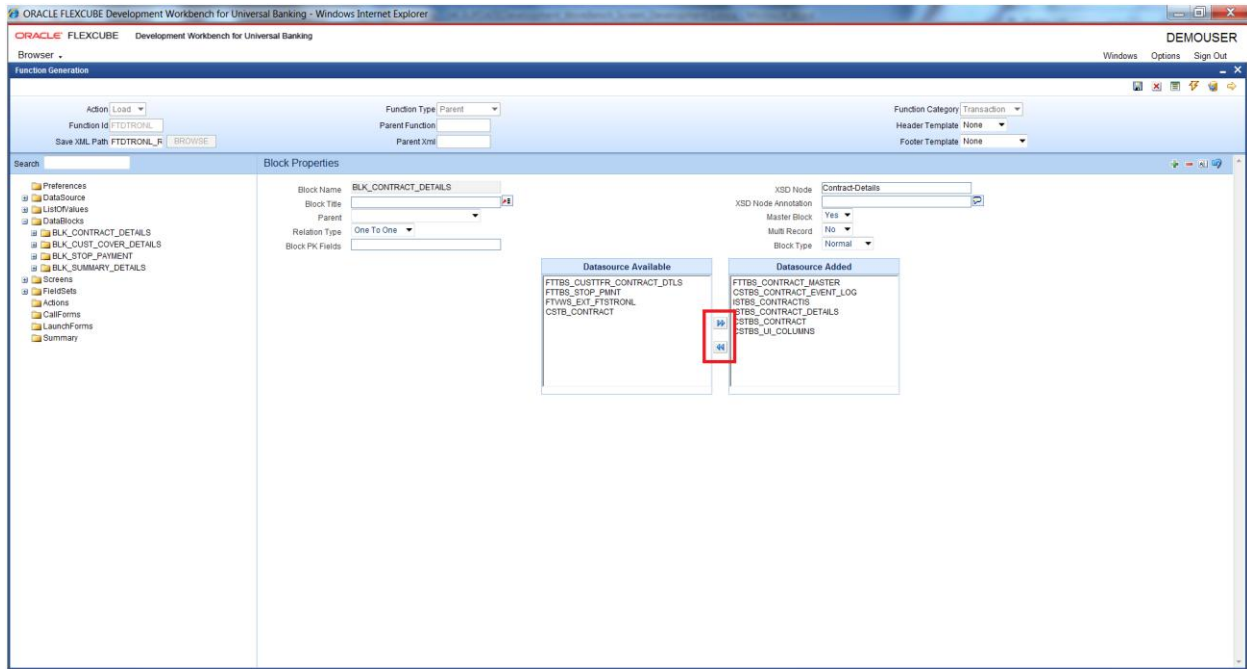 ORACLE FLEXCUBE Development Workbench for Universal Banking - Windows Internet Explorer
ORACLE FLEXCUBE Development Workbench for Universal Banking
DEMOUSER
Browser
Windows Options Sign Out
Function Generation
Action Load
Function Type Parent
Function Category Transaction
Function Id FTDTRONL
Parent Function
Header Template None
Save XML Path FTDTRONL_R BROWSE
Parent Xml
Footer Template None
Search
Block Properties
Preferences
DataSource
ListOfValues
DataBlocks
BLK_CONTRACT_DETAILS
BLK_CUST_COVER_DETAILS
BLK_STOP_PAYMENT
BLK_SUMMARY_DETAILS
Screens
FieldSets
Actions
CallForms
LaunchForms
Summary
Block Name BLK_CONTRACT_DETAILS
XSD Node Contract-Details
Block Title
XSD Node Annotation
Parent
Master Block Yes
Relation Type One To One
Multi Record No
Block PK Fields
Block Type Normal
Datasource Available
FTTBS_CUSTTFR_CONTRACT_DTLS
FTTBS_STOP_PMNT
FTVWS_EXT_FTSTRONL
CSTB_CONTRACT
Datasource Added
FTTBS_CONTRACT_MASTER
CSTBS_CONTRACT_EVENT_LOG
ISTBS_CONTRACTIS
ISTBS_CONTRACT_DETAILS
CSTBS_CONTRACT
CSTBS_UI_COLUMNS